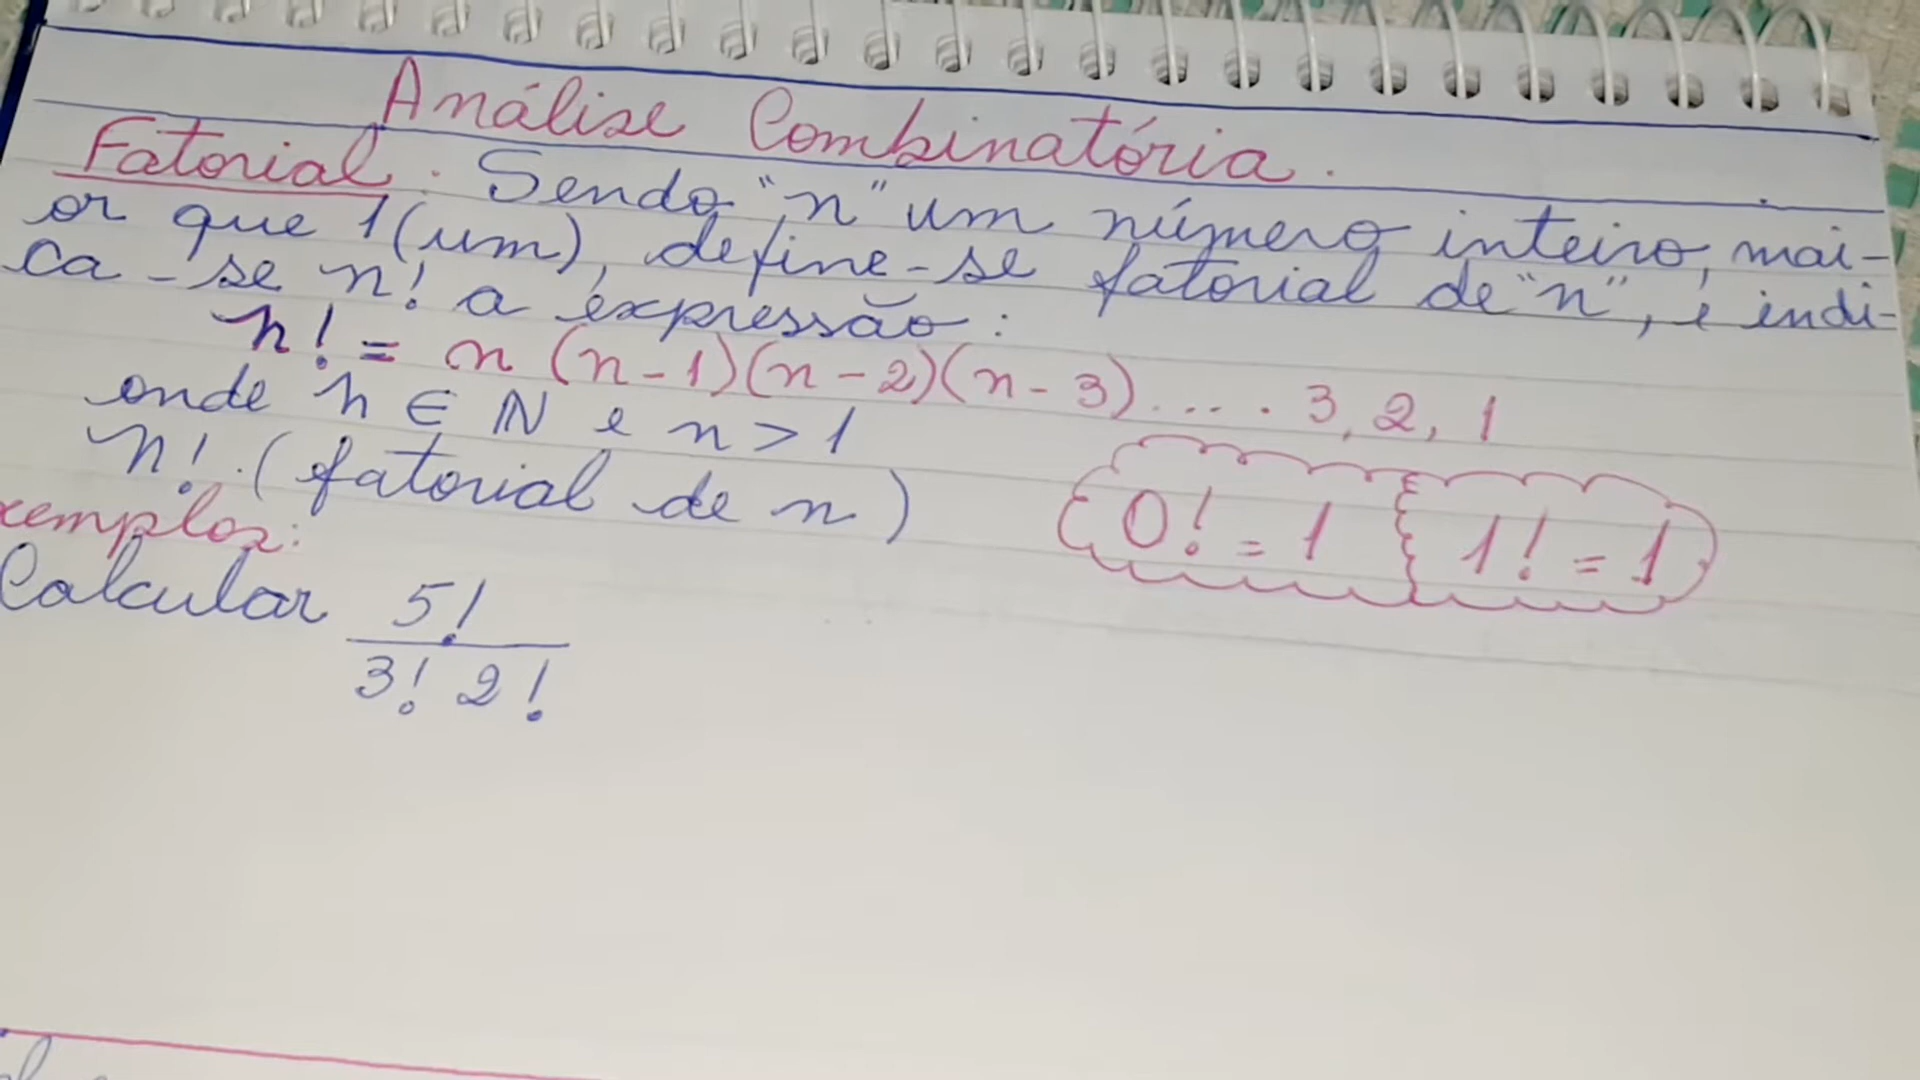 Análise Combinatória.
Fatorial. Sendo "n" um número inteiro, mai-
or que 1 (um), define-se fatorial de "n", e indi-
ca-se n! a expressão:
n! = n (n-1)(n-2)(n-3).... 3, 2, 1
onde n ∈ ℕ e n > 1
n! . (fatorial de n)
0! = 1 1! = 1
xemplos:
Calcular 5!
3! 2!